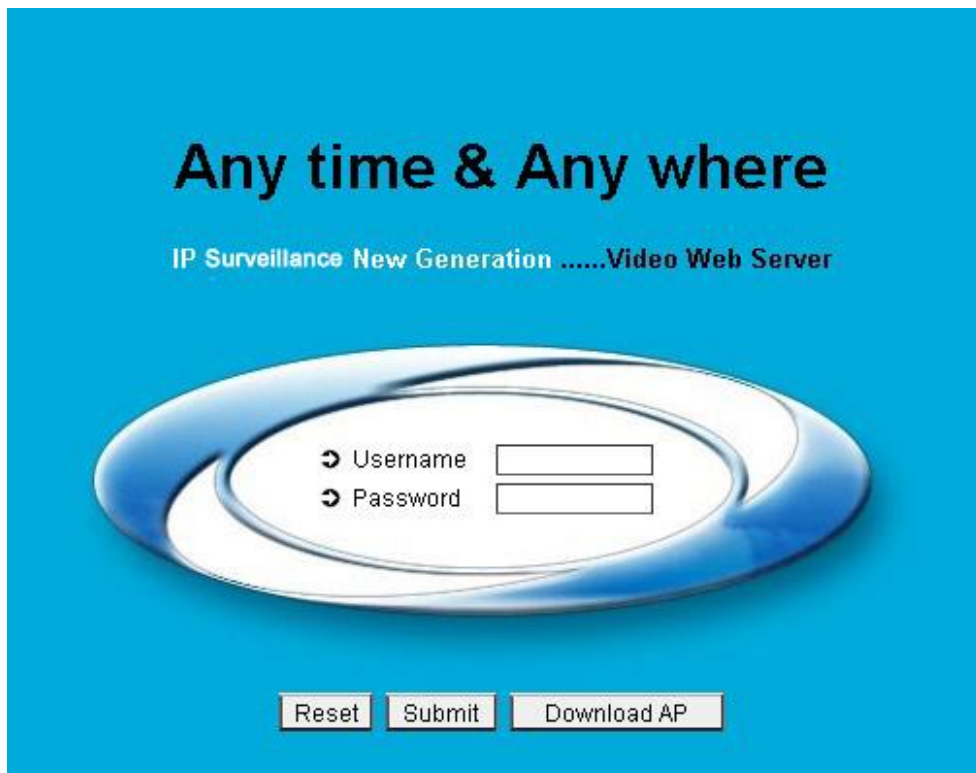 Any time & Any where
IP Surveillance New Generation ......Video Web Server
Username
Password
Reset Submit Download AP